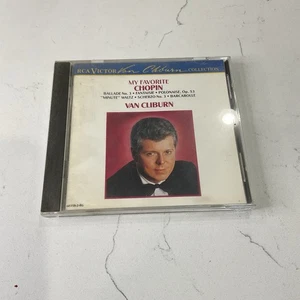 RCA VICTOR Van Cliburn COLLECTION
MY FAVORITE
CHOPIN
BALLADE No. 3 • FANTAISIE • POLONAISE, Op. 53
"MINUTE" WALTZ • SCHERZO No. 3 • BARCAROLLE
VAN CLIBURN